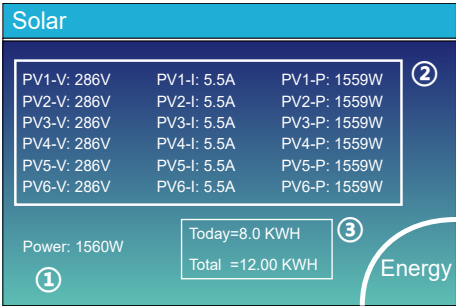 Solar
PV1-V: 286V PV1-I: 5.5A PV1-P: 1559W
PV2-V: 286V PV2-I: 5.5A PV2-P: 1559W
PV3-V: 286V PV3-I: 5.5A PV3-P: 1559W
PV4-V: 286V PV4-I: 5.5A PV4-P: 1559W
PV5-V: 286V PV5-I: 5.5A PV5-P: 1559W
PV6-V: 286V PV6-I: 5.5A PV6-P: 1559W
②
Power: 1560W
①
Today=8.0 KWH
Total =12.00 KWH
③
Energy